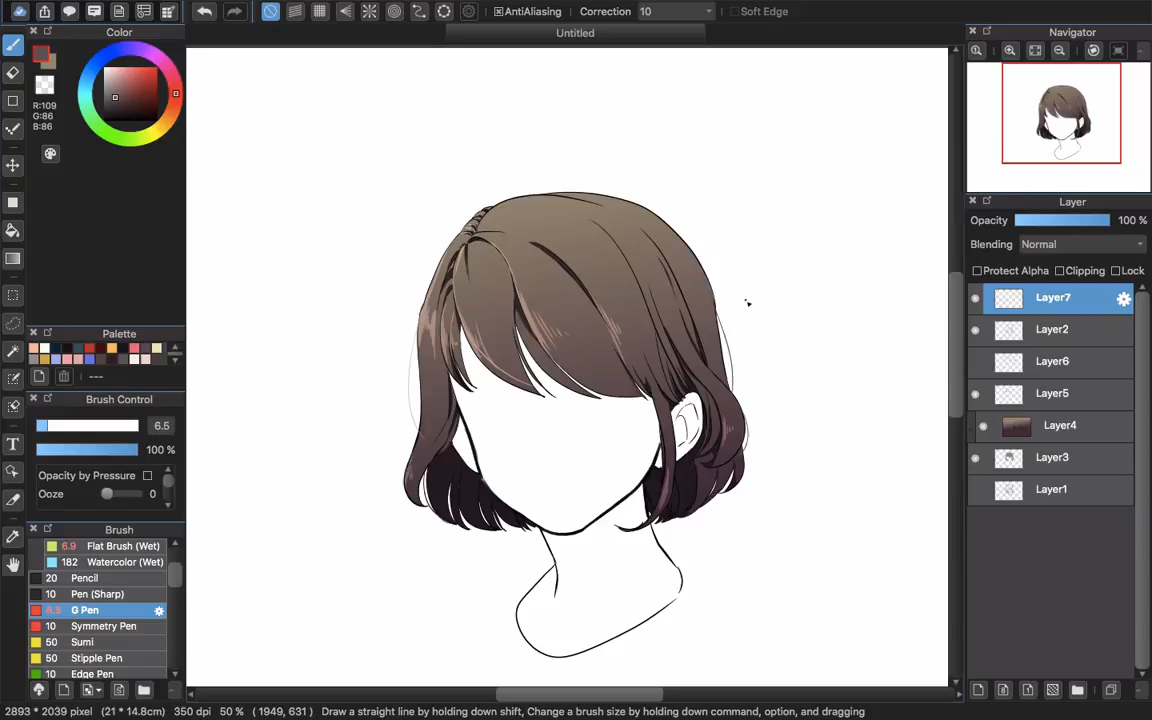 AntiAliasing Correction 10 Soft Edge
Untitled
Color
R:109
G:86
B:86
Palette
---
Brush Control
6.5
100 %
Opacity by Pressure
Ooze 0
Brush
6.9 Flat Brush (Wet)
182 Watercolor (Wet)
20 Pencil
10 Pen (Sharp)
G Pen
10 Symmetry Pen
50 Sumi
50 Stipple Pen
10 Edge Pen
Navigator
Layer
Opacity 100 %
Blending Normal
Protect Alpha Clipping Lock
Layer7
Layer2
Layer6
Layer5
Layer4
Layer3
Layer1
2893 * 2039 pixel (21 * 14.8cm) 350 dpi 50 % ( 1949, 631 ) Draw a straight line by holding down shift, Change a brush size by holding down command, option, and dragging